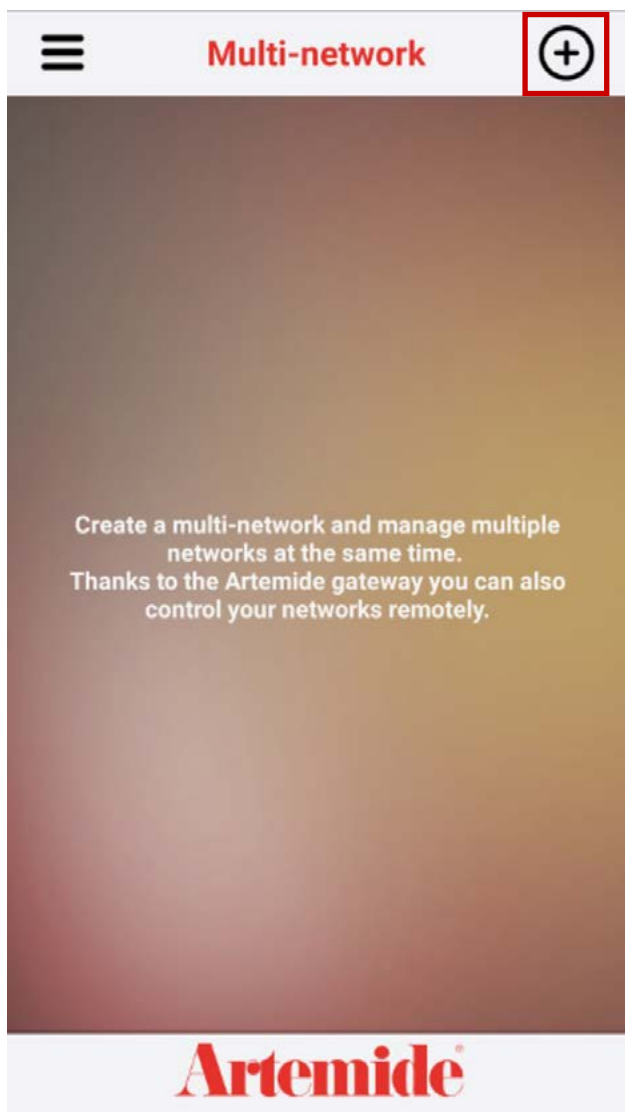 Multi-network
Create a multi-network and manage multiple
networks at the same time.
Thanks to the Artemide gateway you can also
control your networks remotely.
Artemide®